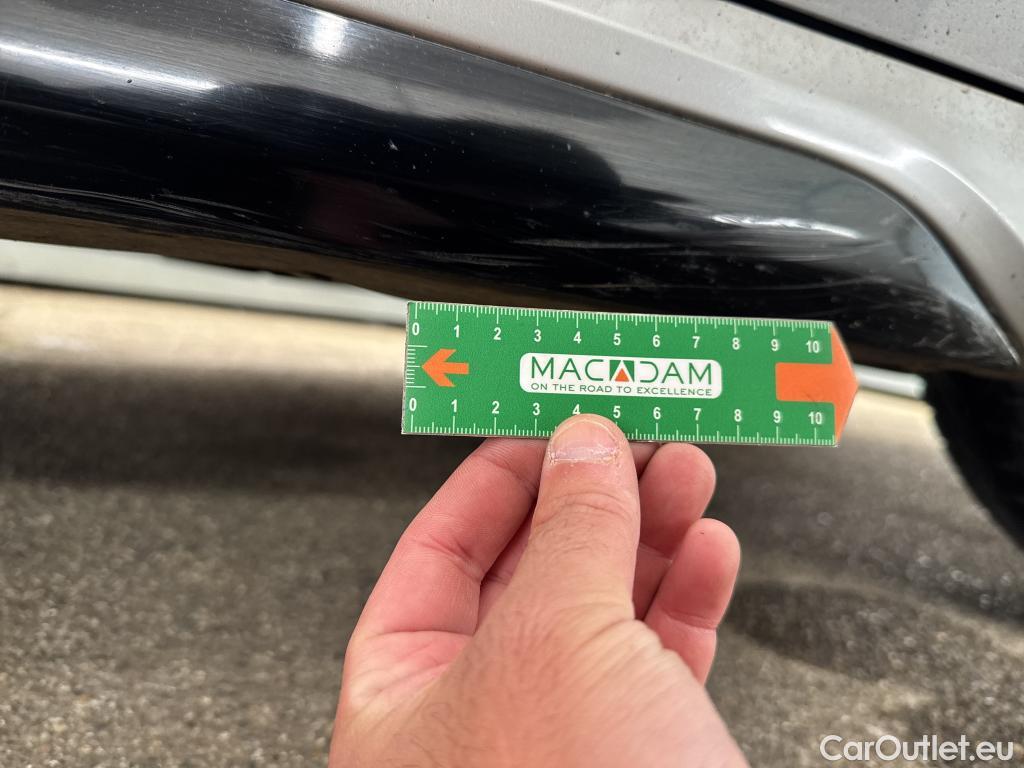 0 1 2 3 4 5 6 7 8 9 10
MACADAM
ON THE ROAD TO EXCELLENCE
0 1 2 3 4 5 6 7 8 9 10
CarOutlet.eu